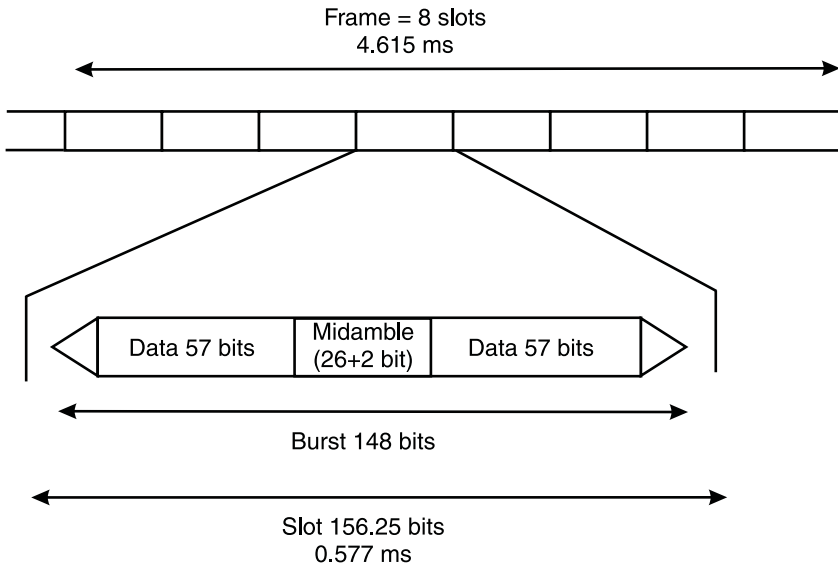 Frame = 8 slots
4.615 ms
Data 57 bits
Midamble
(26+2 bit)
Data 57 bits
Burst 148 bits
Slot 156.25 bits
0.577 ms